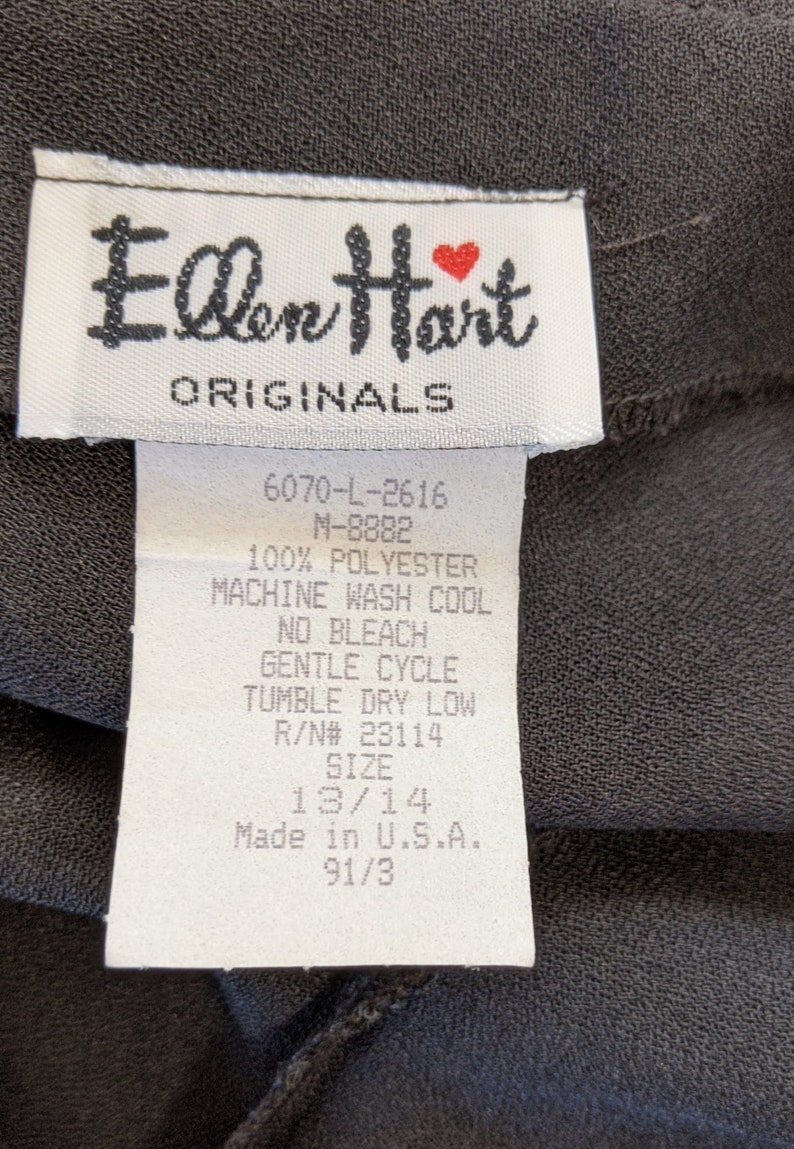 Ellen Hart
ORIGINALS
6070-L-2616
M-8882
100% POLYESTER
MACHINE WASH COOL
NO BLEACH
GENTLE CYCLE
TUMBLE DRY LOW
R/N# 23114
SIZE
13/14
Made in U.S.A.
91/3